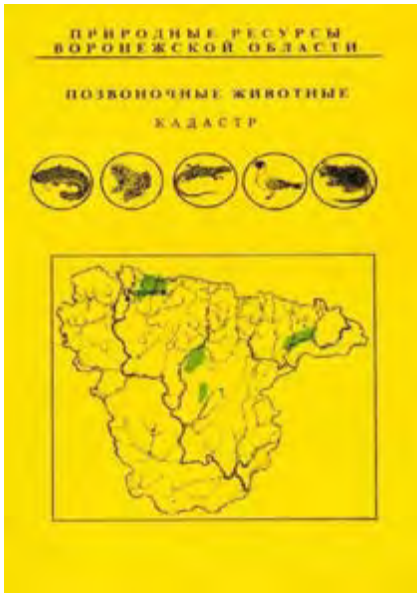 ПРИРОДНЫЕ РЕСУРСЫ
ВОРОНЕЖСКОЙ ОБЛАСТИ
ПОЗВОНОЧНЫЕ ЖИВОТНЫЕ
КАДАСТР